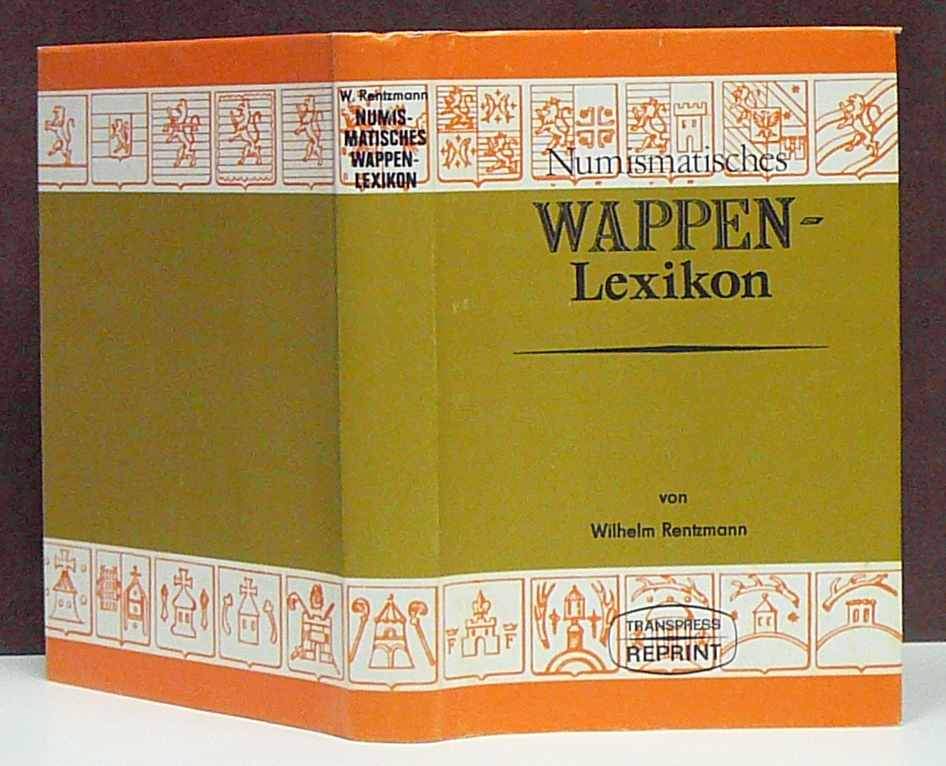 W. Rentzmann
NUMIS-
MATISCHES
WAPPEN-
LEXIKON
Numismatisches
WAPPEN-
Lexikon
von
Wilhelm Rentzmann
F F
TRANSPRESS
REPRINT